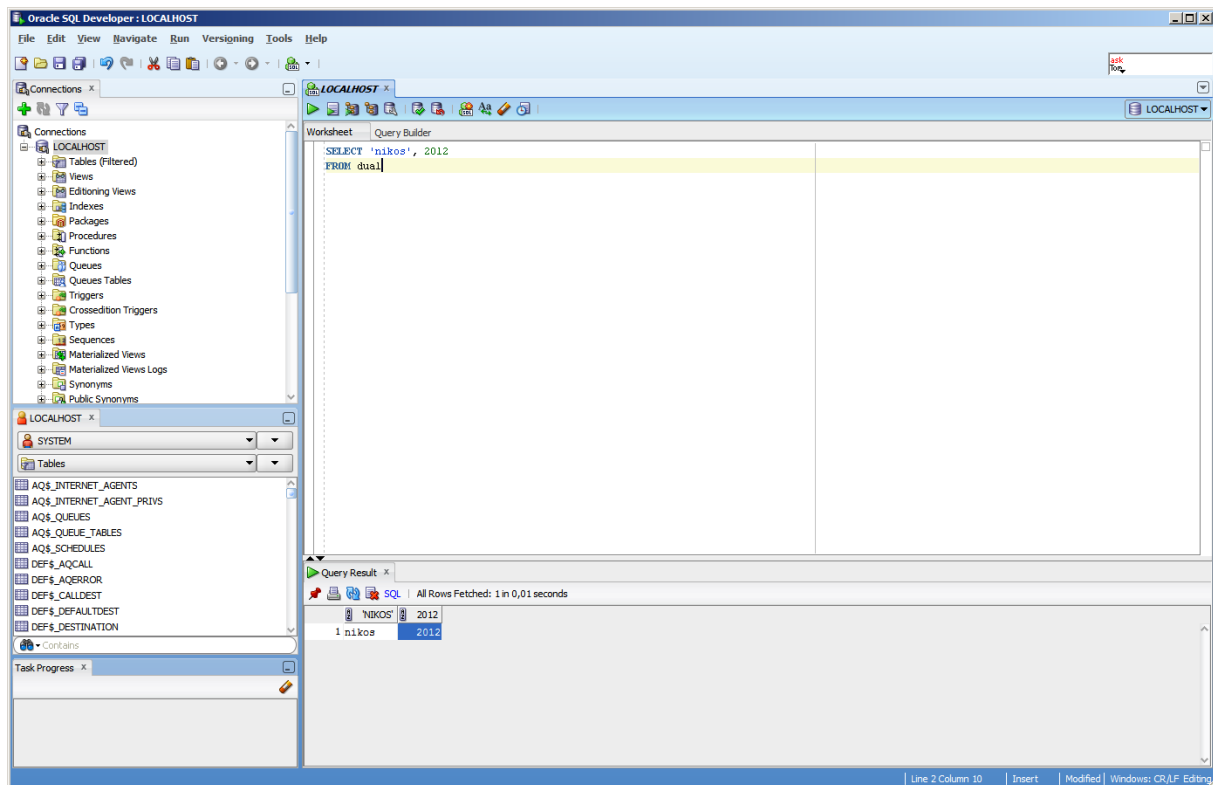 Oracle SQL Developer : LOCALHOST
File Edit View Navigate Run Versioning Tools Help
ask
Tom
Connections
LOCALHOST
LOCALHOST
Worksheet Query Builder
Connections
LOCALHOST
Tables (Filtered)
Views
Editioning Views
Indexes
Packages
Procedures
Functions
Queues
Queues Tables
Triggers
Crossedition Triggers
Types
Sequences
Materialized Views
Materialized Views Logs
Synonyms
Public Synonyms
SELECT 'nikos', 2012
FROM dual
LOCALHOST
SYSTEM
Tables
AQ$_INTERNET_AGENTS
AQ$_INTERNET_AGENT_PRIVS
AQ$_QUEUES
AQ$_QUEUE_TABLES
AQ$_SCHEDULES
DEF$_AQCALL
DEF$_AQERROR
DEF$_CALLDEST
DEF$_DEFAULTDEST
DEF$_DESTINATION
Contains
Query Result
SQL | All Rows Fetched: 1 in 0,01 seconds
'NIKOS' 2012
1 nikos 2012
Task Progress
Line 2 Column 10 | Insert | Modified | Windows: CR/LF Editing